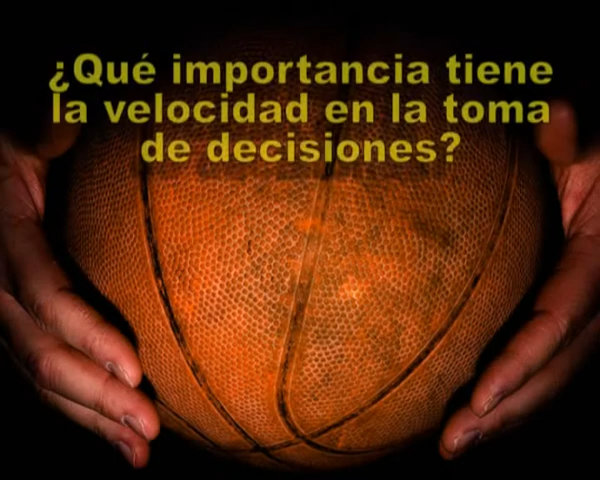 ¿Qué importancia tiene
la velocidad en la toma
de decisiones?